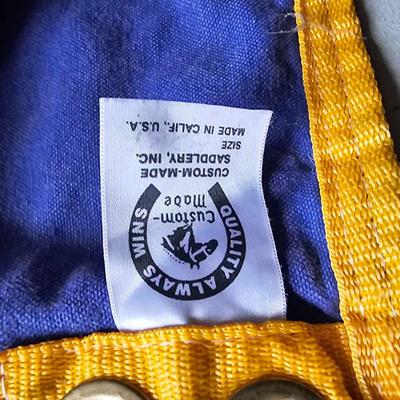 QUALITY ALWAYS WINS
Custom-
Made
CUSTOM-MADE
SADDLERY, INC.
SIZE
MADE IN CALIF., U.S.A.